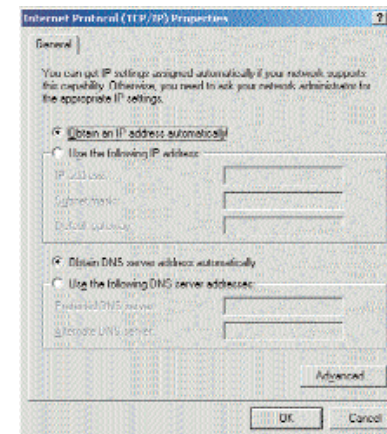 Internet Protocol (TCP/IP) Properties ?
General
You can get IP settings assigned automatically if your network supports
this capability. Otherwise, you need to ask your network administrator for
the appropriate IP settings.
Obtain an IP address automatically
Use the following IP address:
IP address:
Subnet mask:
Default gateway:
Obtain DNS server address automatically
Use the following DNS server addresses:
Preferred DNS server:
Alternate DNS server:
Advanced...
OK
Cancel